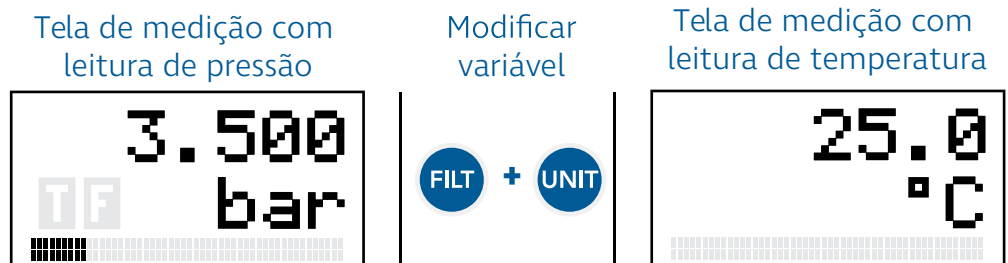 Tela de medição com
leitura de pressão
Modificar
variável
Tela de medição com
leitura de temperatura
3.500
T F bar
FILT + UNIT
25.0
°C